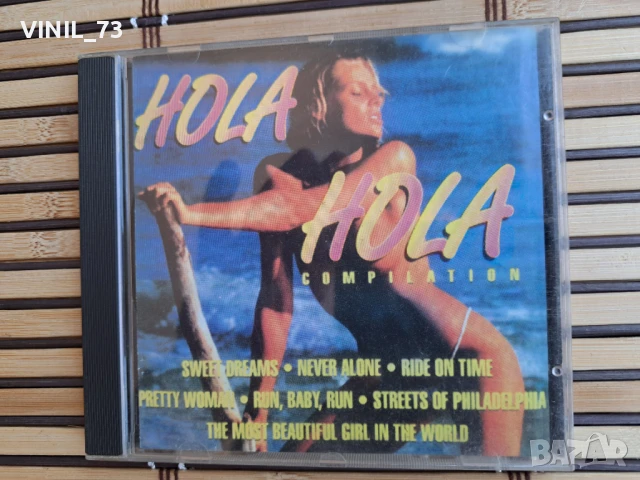 VINIL_73
HOLA
HOLA
COMPILATION
SWEET DREAMS • NEVER ALONE • RIDE ON TIME
PRETTY WOMAN • RUN, BABY, RUN • STREETS OF PHILADELPHIA
THE MOST BEAUTIFUL GIRL IN THE WORLD
BAZAR
bg